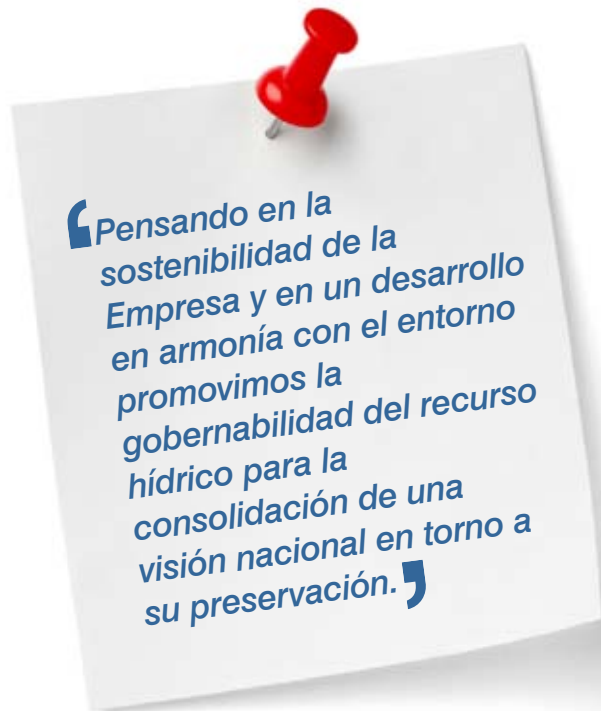 ‘Pensando en la
sostenibilidad de la
Empresa y en un desarrollo
en armonía con el entorno
promovimos la
gobernabilidad del recurso
hídrico para la
consolidación de una
visión nacional en torno a
su preservación.’